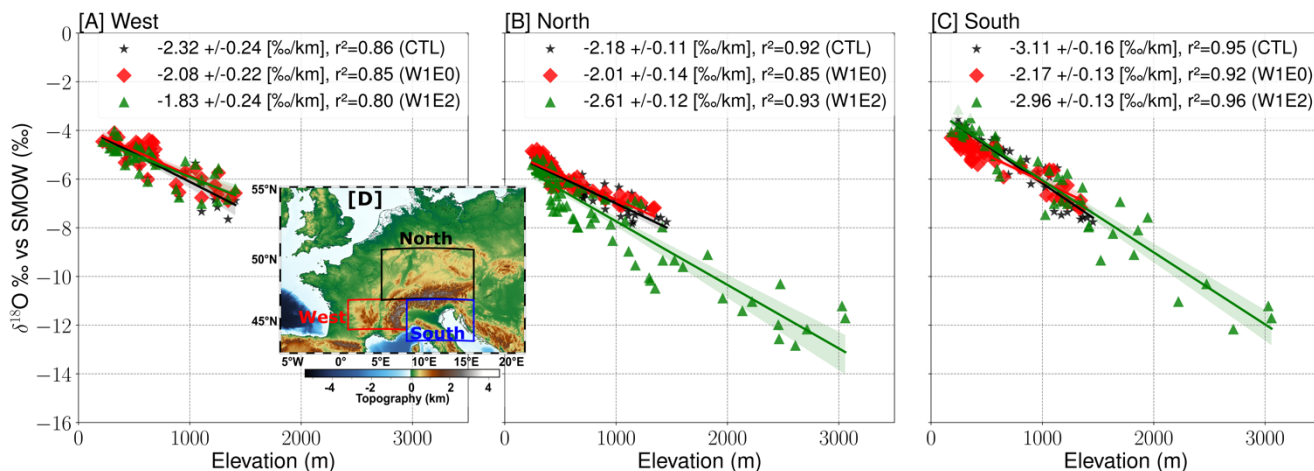 [A] West
-2.32 +/-0.24 [‰/km], r²=0.86 (CTL)
-2.08 +/-0.22 [‰/km], r²=0.85 (W1E0)
-1.83 +/-0.24 [‰/km], r²=0.80 (W1E2)
[B] North
-2.18 +/-0.11 [‰/km], r²=0.92 (CTL)
-2.01 +/-0.14 [‰/km], r²=0.85 (W1E0)
-2.61 +/-0.12 [‰/km], r²=0.93 (W1E2)
[C] South
-3.11 +/-0.16 [‰/km], r²=0.95 (CTL)
-2.17 +/-0.13 [‰/km], r²=0.92 (W1E0)
-2.96 +/-0.13 [‰/km], r²=0.96 (W1E2)
δ¹⁸O ‰ vs SMOW (‰)
0
−2
−4
−6
−8
−10
−12
−14
−16
[D]
North
West
South
55°N
50°N
45°N
5°W 0° 5°E 10°E 15°E 20°E
-4 -2 0 2 4
Topography (km)
0 1000 2000 3000
Elevation (m)
0 1000 2000 3000
Elevation (m)
0 1000 2000 3000
Elevation (m)